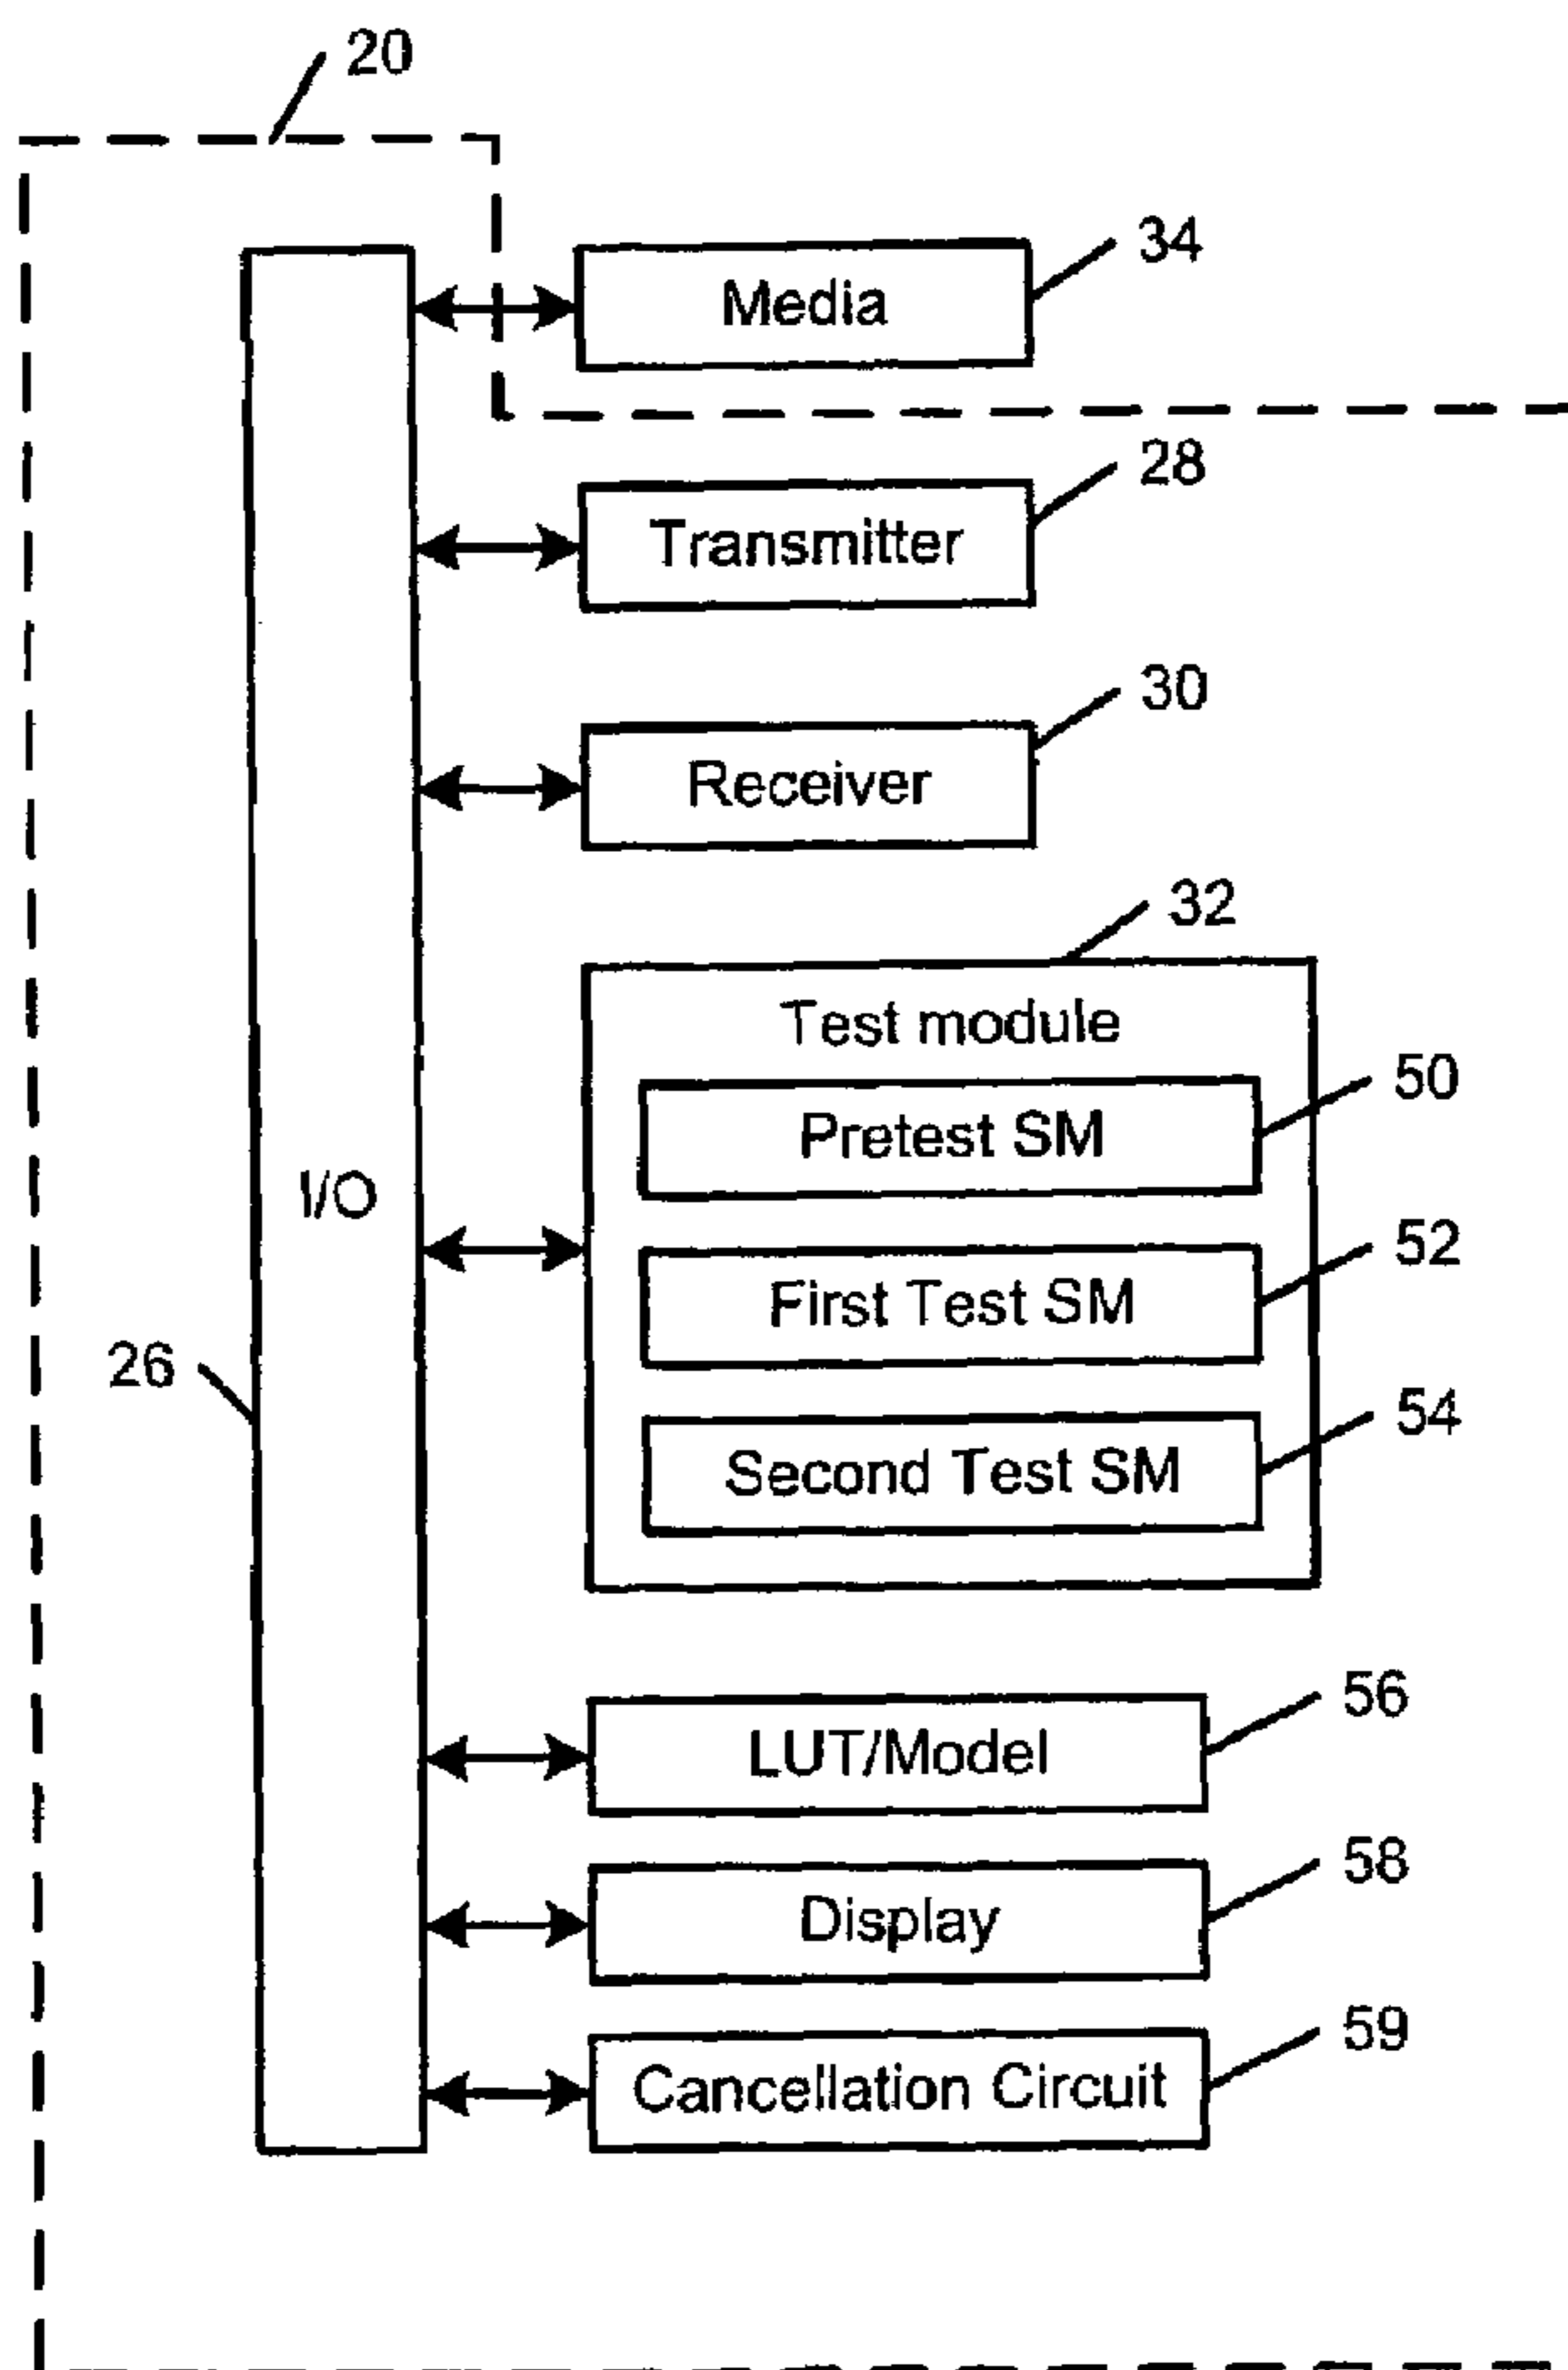 20
34
Media
28
Transmitter
30
Receiver
32
Test module
50
Pretest SM
I/O
52
First Test SM
26
54
Second Test SM
56
LUT/Model
58
Display
59
Cancellation Circuit